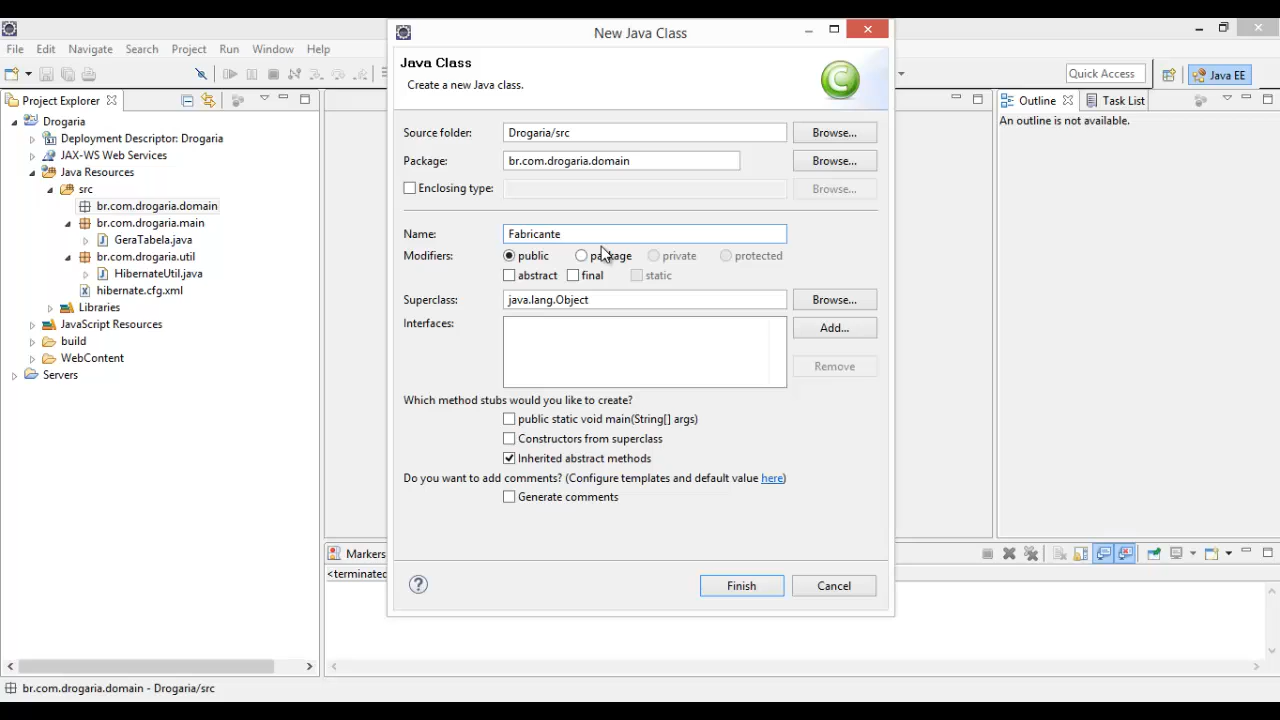 New Java Class
File Edit Navigate Search Project Run Window Help
Java Class
Create a new Java class.
Quick Access
Java EE
Project Explorer
Outline
Task List
An outline is not available.
Drogaria
Deployment Descriptor: Drogaria
JAX-WS Web Services
Java Resources
src
br.com.drogaria.domain
br.com.drogaria.main
GeraTabela.java
br.com.drogaria.util
HibernateUtil.java
hibernate.cfg.xml
Libraries
JavaScript Resources
build
WebContent
Servers
Source folder: Drogaria/src Browse...
Package: br.com.drogaria.domain Browse...
Enclosing type: Browse...
Name: Fabricante
Modifiers: public package private protected
abstract final static
Superclass: java.lang.Object Browse...
Interfaces: Add...
Remove
Which method stubs would you like to create?
public static void main(String[] args)
Constructors from superclass
Inherited abstract methods
Do you want to add comments? (Configure templates and default value here)
Generate comments
Finish Cancel
Markers
<terminated
br.com.drogaria.domain - Drogaria/src